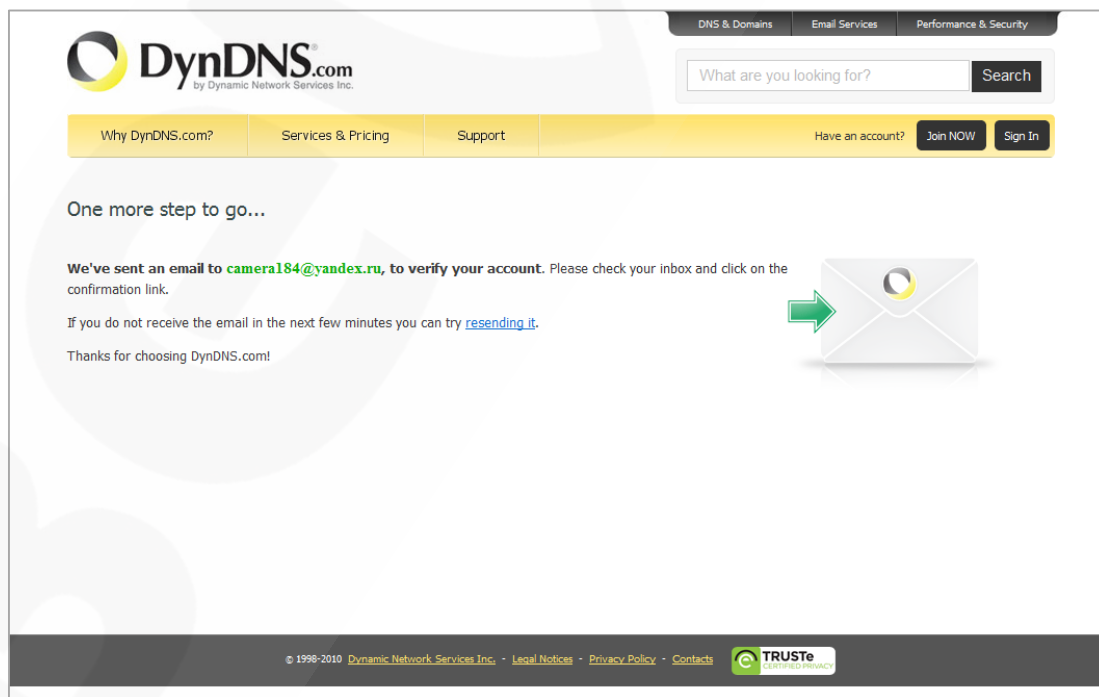 DNS & Domains Email Services Performance & Security
DynDNS.com
by Dynamic Network Services Inc.
What are you looking for? Search
Why DynDNS.com? Services & Pricing Support Have an account? Join NOW Sign In
One more step to go...
We've sent an email to camera184@yandex.ru, to verify your account. Please check your inbox and click on the
confirmation link.
If you do not receive the email in the next few minutes you can try resending it.
Thanks for choosing DynDNS.com!
© 1998-2010 Dynamic Network Services Inc. - Legal Notices - Privacy Policy - Contacts
TRUSTe
CERTIFIED PRIVACY